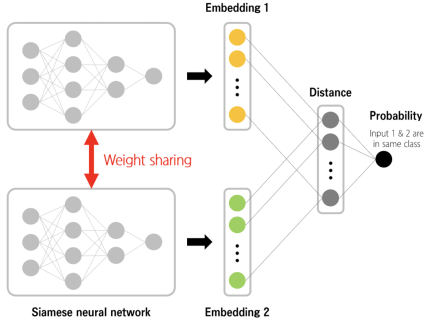 Embedding 1
Distance
Probability
Input 1 & 2 are
in same class
Weight sharing
Siamese neural network
Embedding 2